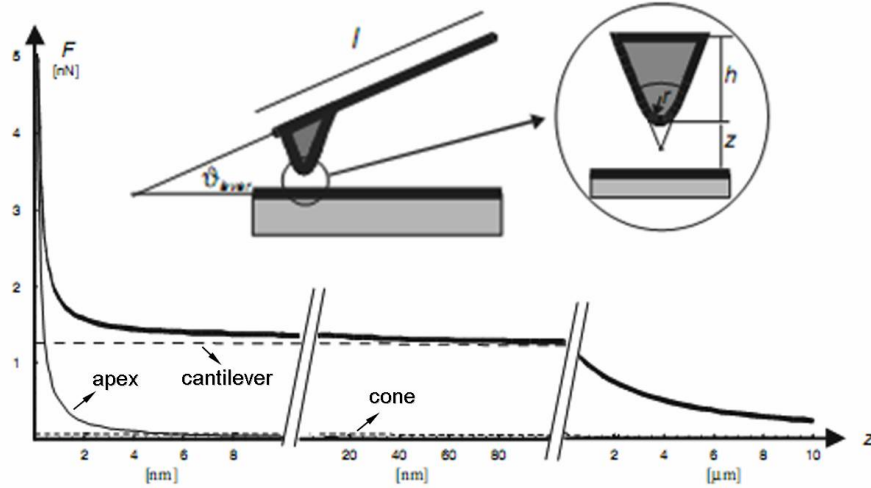 F
[nN]
5
4
3
2
1
l
ϑlever
r
h
z
apex
cantilever
cone
2 4 6 8
[nm]
20 40 60 80
[nm]
2 4 6 8 10
[μm]
z